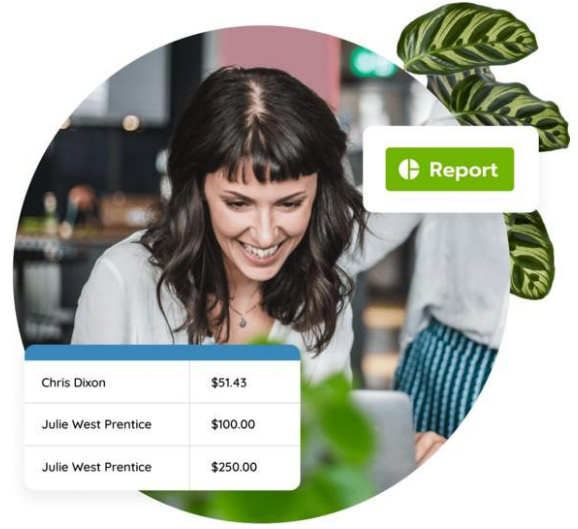 Report
Chris Dixon $51.43
Julie West Prentice $100.00
Julie West Prentice $250.00